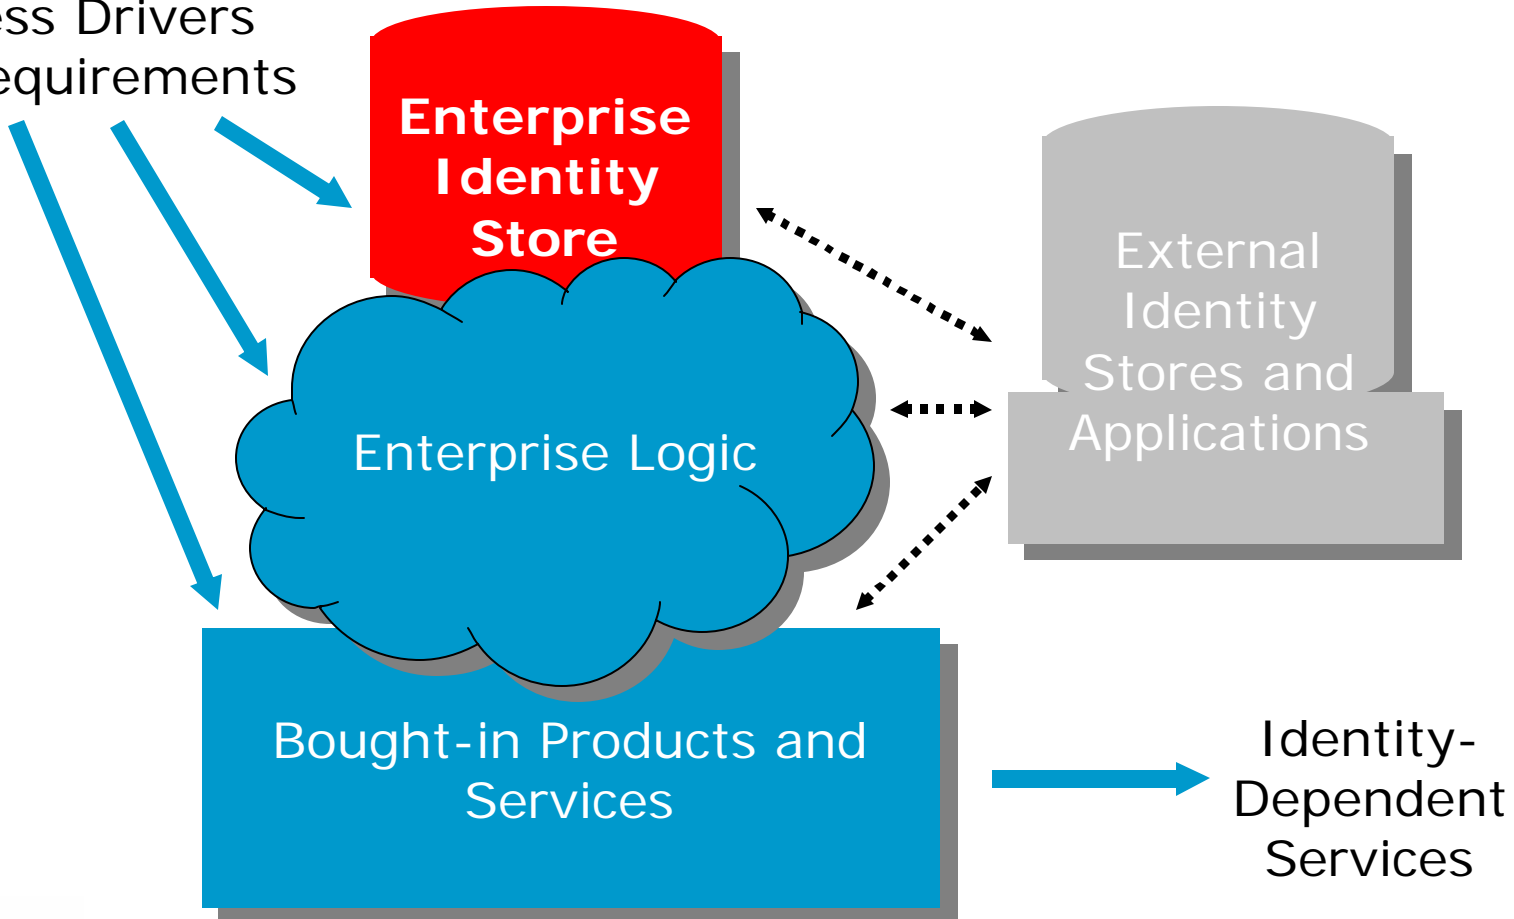 ess Drivers
equirements
Enterprise
Identity
Store
External
Identity
Stores and
Applications
Enterprise Logic
Bought-in Products and
Services
Identity-
Dependent
Services